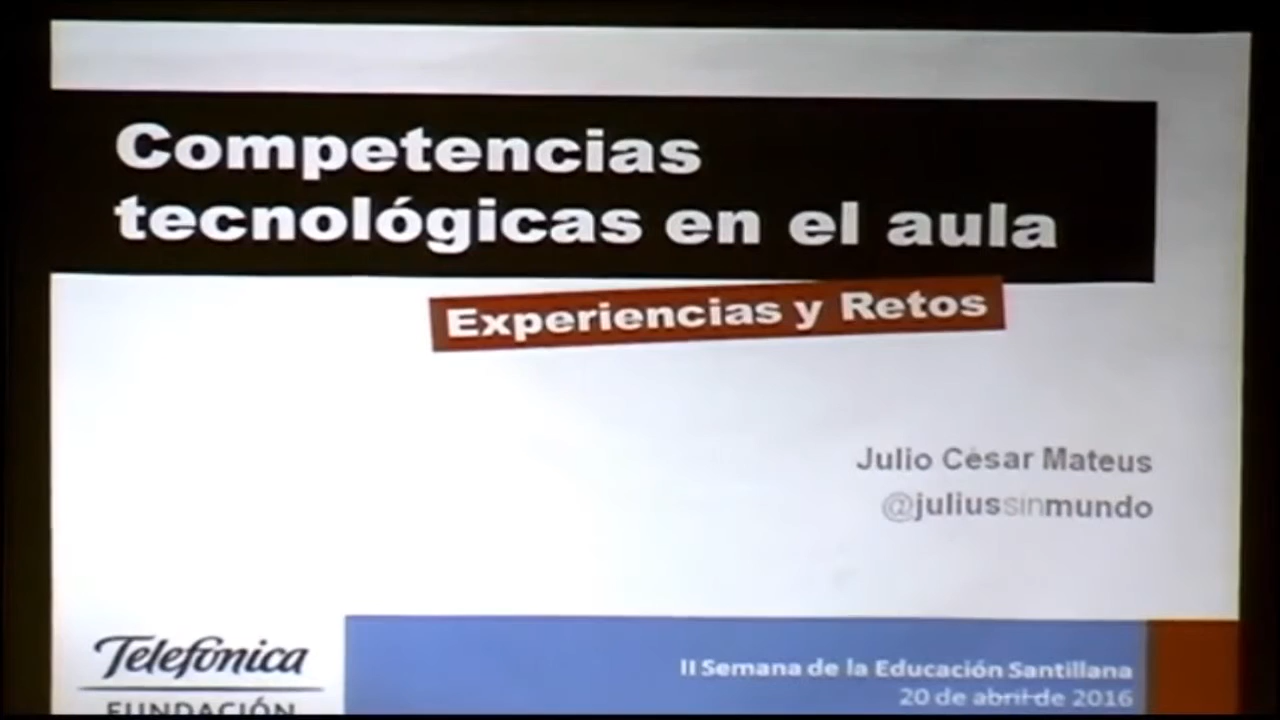 Competencias
tecnológicas en el aula
Experiencias y Retos
Julio César Mateus
@juliussinmundo
Telefónica
FUNDACIÓN
II Semana de la Educación Santillana
20 de abril de 2016